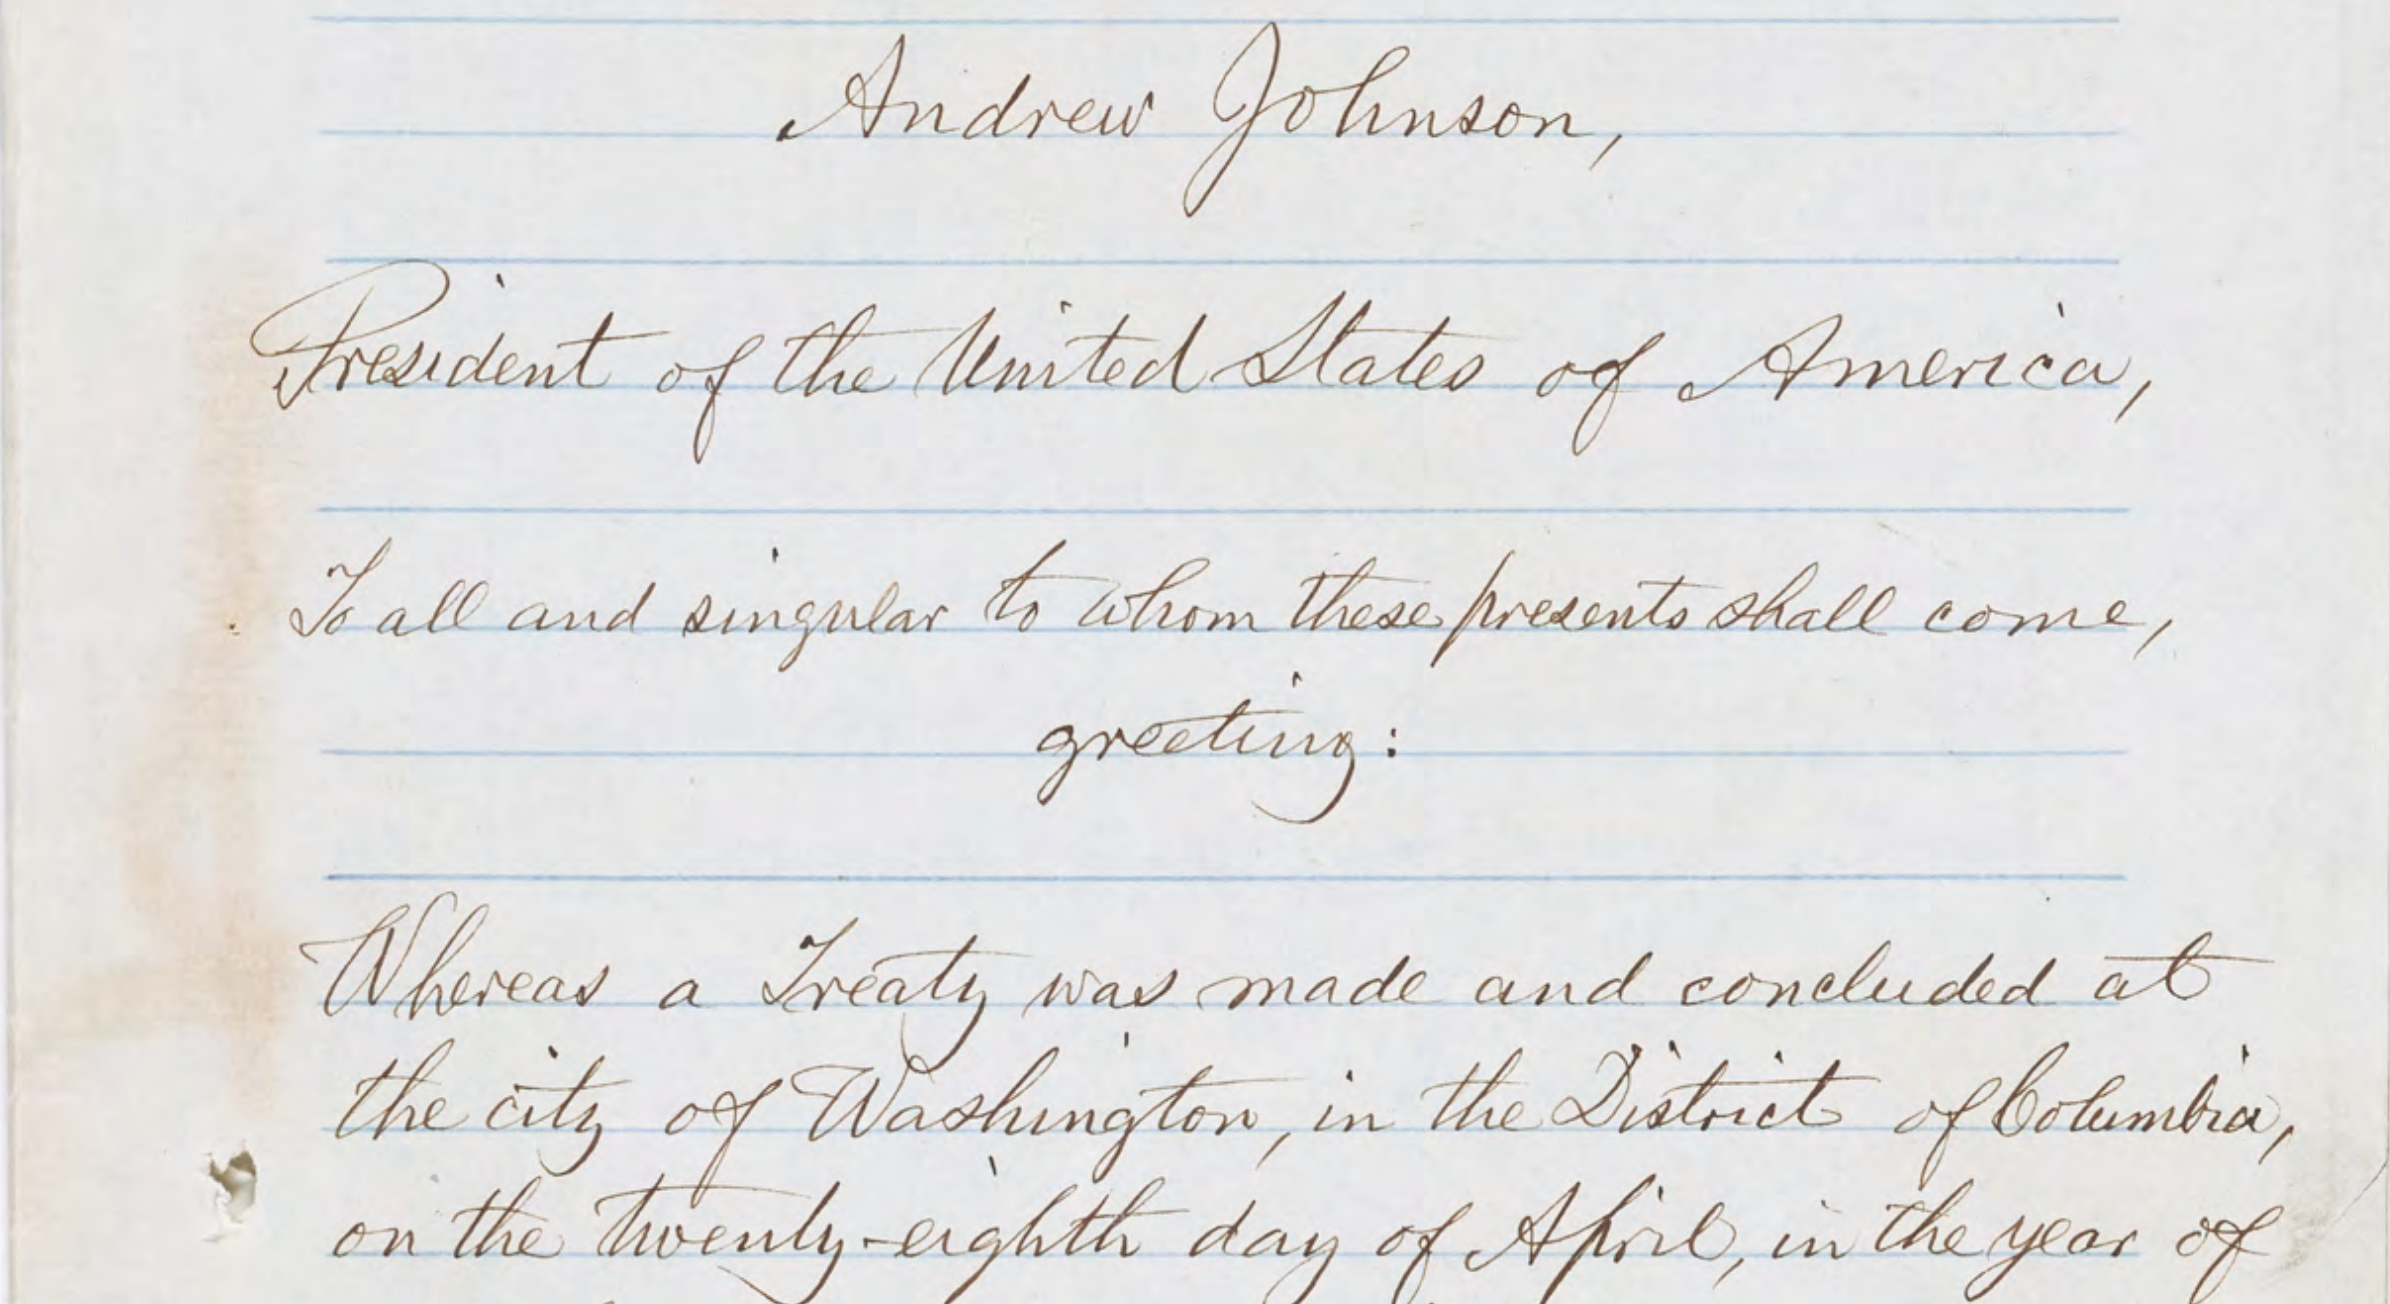 Andrew Johnson,
President of the United States of America,
To all and singular to whom these presents shall come,
greeting:
Whereas a Treaty was made and concluded at
the city of Washington, in the District of Columbia,
on the twenty-eighth day of April, in the year of